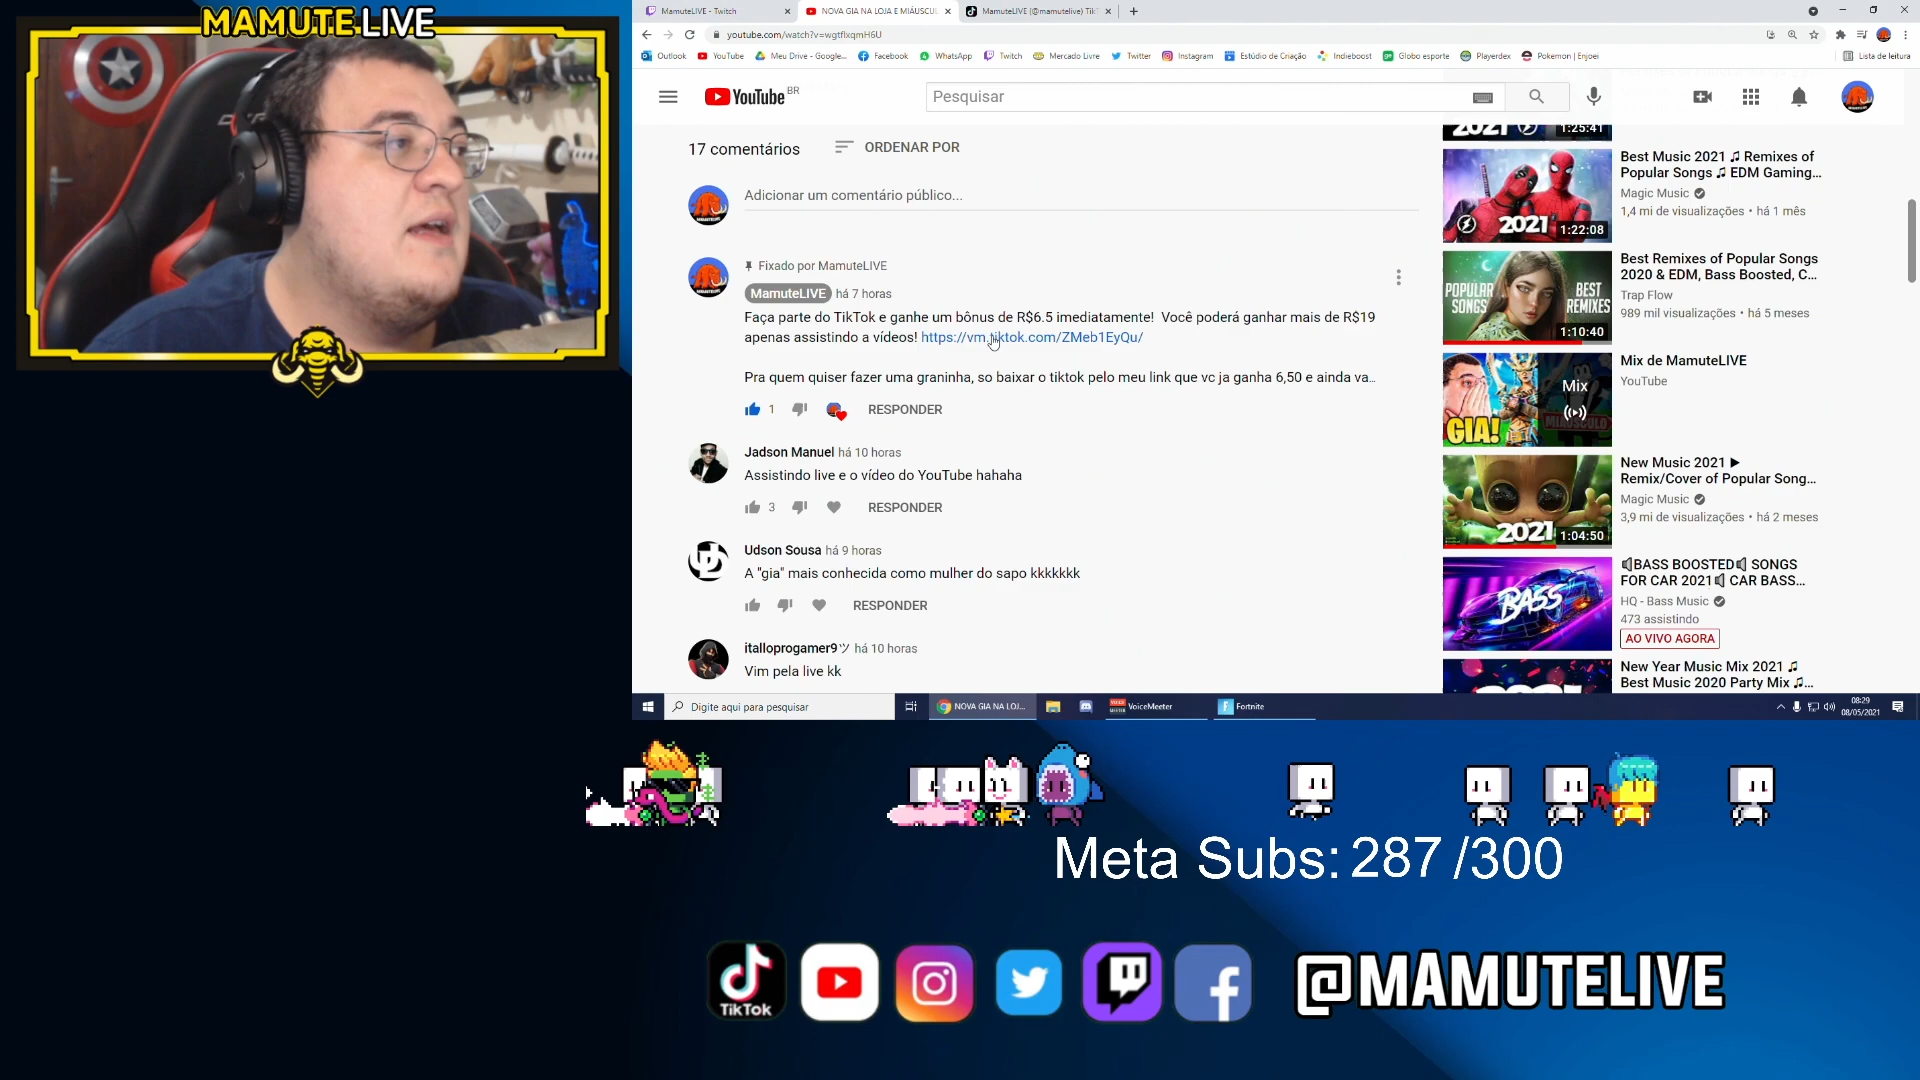 MAMUTE LIVE
MamuteLIVE - Twitch
NOVA GIA NA LOJA E MIÁUSCUL
MamuteLIVE (@mamutelive) Tik
youtube.com/watch?v=wgtflxqmH6U
Outlook YouTube Meu Drive - Google... Facebook WhatsApp Twitch Mercado Livre Twitter Instagram Estúdio de Criação Indieboost Globo esporte Playerdex Pokemon | Enjoei Lista de leitura
YouTube BR
Pesquisar
17 comentários
ORDENAR POR
Adicionar um comentário público...
Fixado por MamuteLIVE
MamuteLIVE há 7 horas
Faça parte do TikTok e ganhe um bônus de R$6.5 imediatamente! Você poderá ganhar mais de R$19
apenas assistindo a vídeos! https://vm.tiktok.com/ZMeb1EyQu/
Pra quem quiser fazer uma graninha, so baixar o tiktok pelo meu link que vc ja ganha 6,50 e ainda va...
1 RESPONDER
Jadson Manuel há 10 horas
Assistindo live e o vídeo do YouTube hahaha
3 RESPONDER
Udson Sousa há 9 horas
A "gia" mais conhecida como mulher do sapo kkkkkkk
RESPONDER
italloprogamer9ツ há 10 horas
Vim pela live kk
2021 1:25:41
2021 1:22:08
Best Music 2021 ♫ Remixes of
Popular Songs ♫ EDM Gaming...
Magic Music
1,4 mi de visualizações • há 1 mês
POPULAR SONGS
BEST REMIXES
1:10:40
Best Remixes of Popular Songs
2020 & EDM, Bass Boosted, C...
Trap Flow
989 mil visualizações • há 5 meses
GIA!
MIAÚSCULO
Mix
Mix de MamuteLIVE
YouTube
2021 1:04:50
New Music 2021 ▶
Remix/Cover of Popular Song...
Magic Music
3,9 mi de visualizações • há 2 meses
BASS
BASS BOOSTED SONGS
FOR CAR 2021 CAR BASS...
HQ - Bass Music
473 assistindo
AO VIVO AGORA
New Year Music Mix 2021 ♫
Best Music 2020 Party Mix ♫...
Digite aqui para pesquisar
NOVA GIA NA LOJ...
VoiceMeeter
Fortnite
08:29
08/05/2021
Meta Subs: 287 /300
TikTok
@MAMUTELIVE